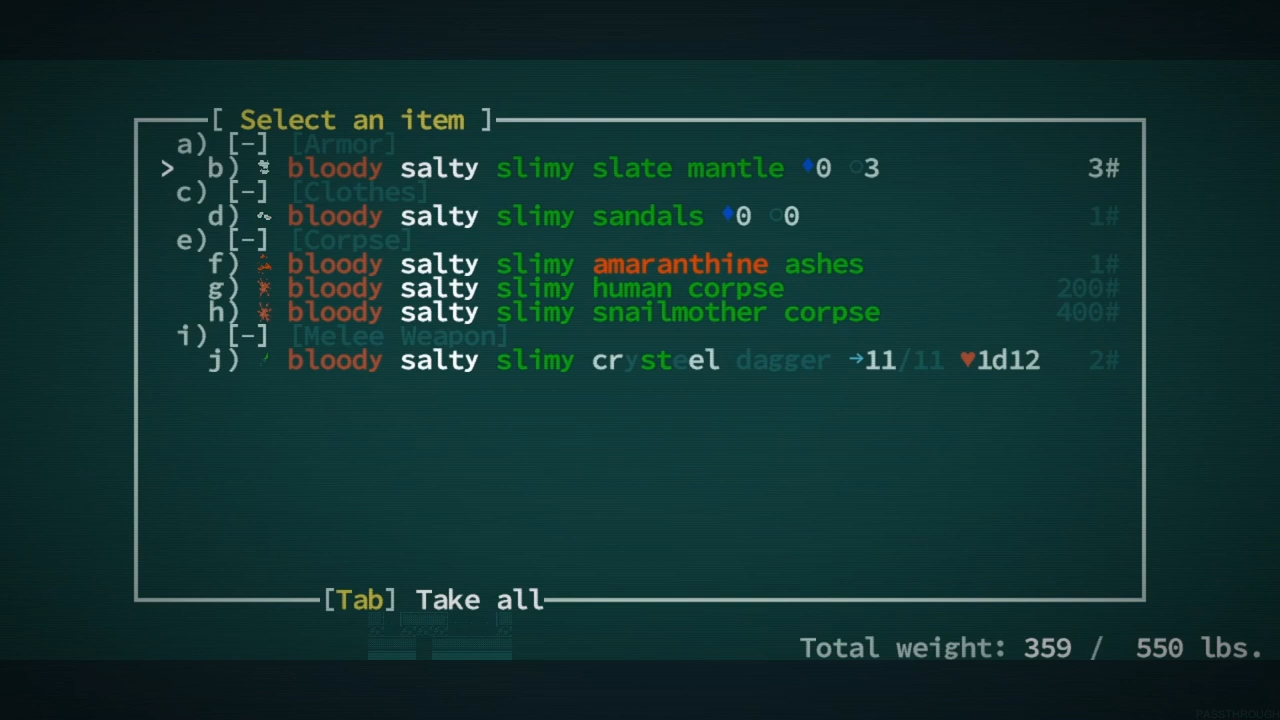 [ Select an item ]
a) [-] [Armor]
> b) bloody salty slimy slate mantle ♦0 ○3 3#
c) [-] [Clothes]
d) bloody salty slimy sandals ♦0 ○0 1#
e) [-] [Corpse]
f) bloody salty slimy amaranthine ashes 1#
g) bloody salty slimy human corpse 200#
h) bloody salty slimy snailmother corpse 400#
i) [-] [Melee Weapon]
j) bloody salty slimy crysteel dagger →11/11 ♥1d12 2#
[Tab] Take all
Total weight: 359 / 550 lbs.
PASSTHROUGH